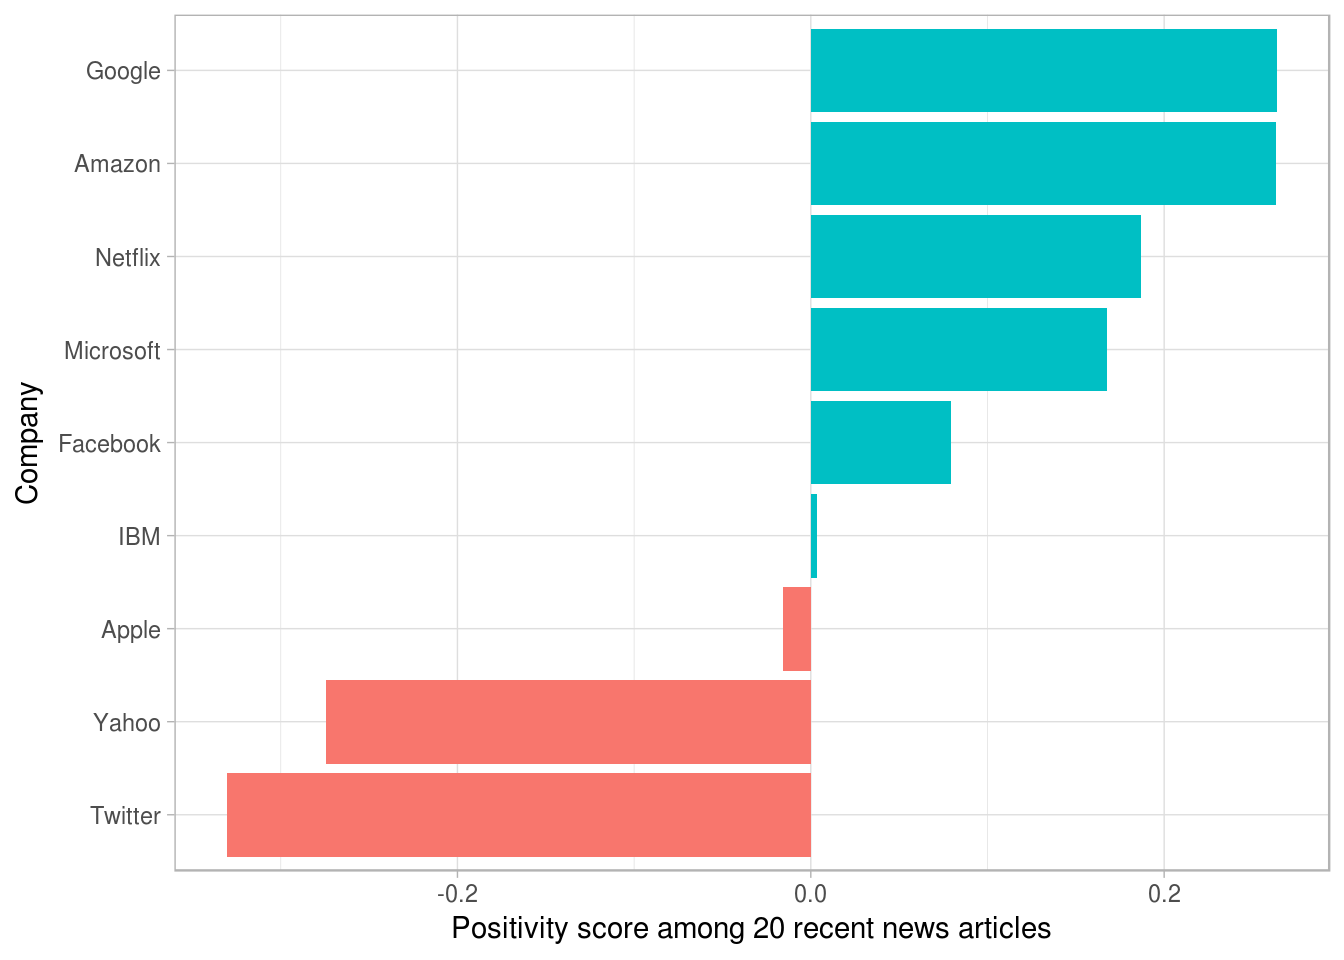 Google
Amazon
Netflix
Microsoft
Facebook
IBM
Apple
Yahoo
Twitter
Company
-0.2 0.0 0.2
Positivity score among 20 recent news articles